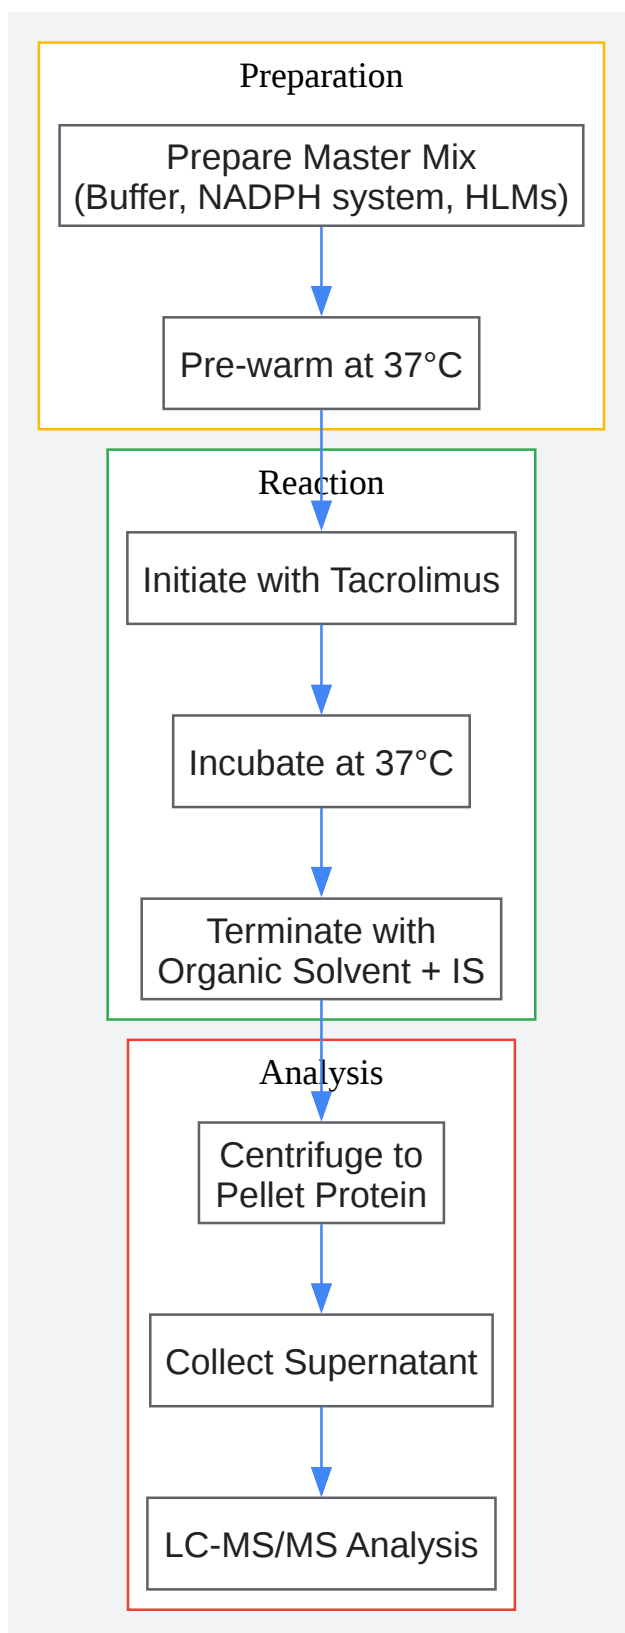 Preparation
Prepare Master Mix
(Buffer, NADPH system, HLMs)
Pre-warm at 37°C
Reaction
Initiate with Tacrolimus
Incubate at 37°C
Terminate with
Organic Solvent + IS
Analysis
Centrifuge to
Pellet Protein
Collect Supernatant
LC-MS/MS Analysis